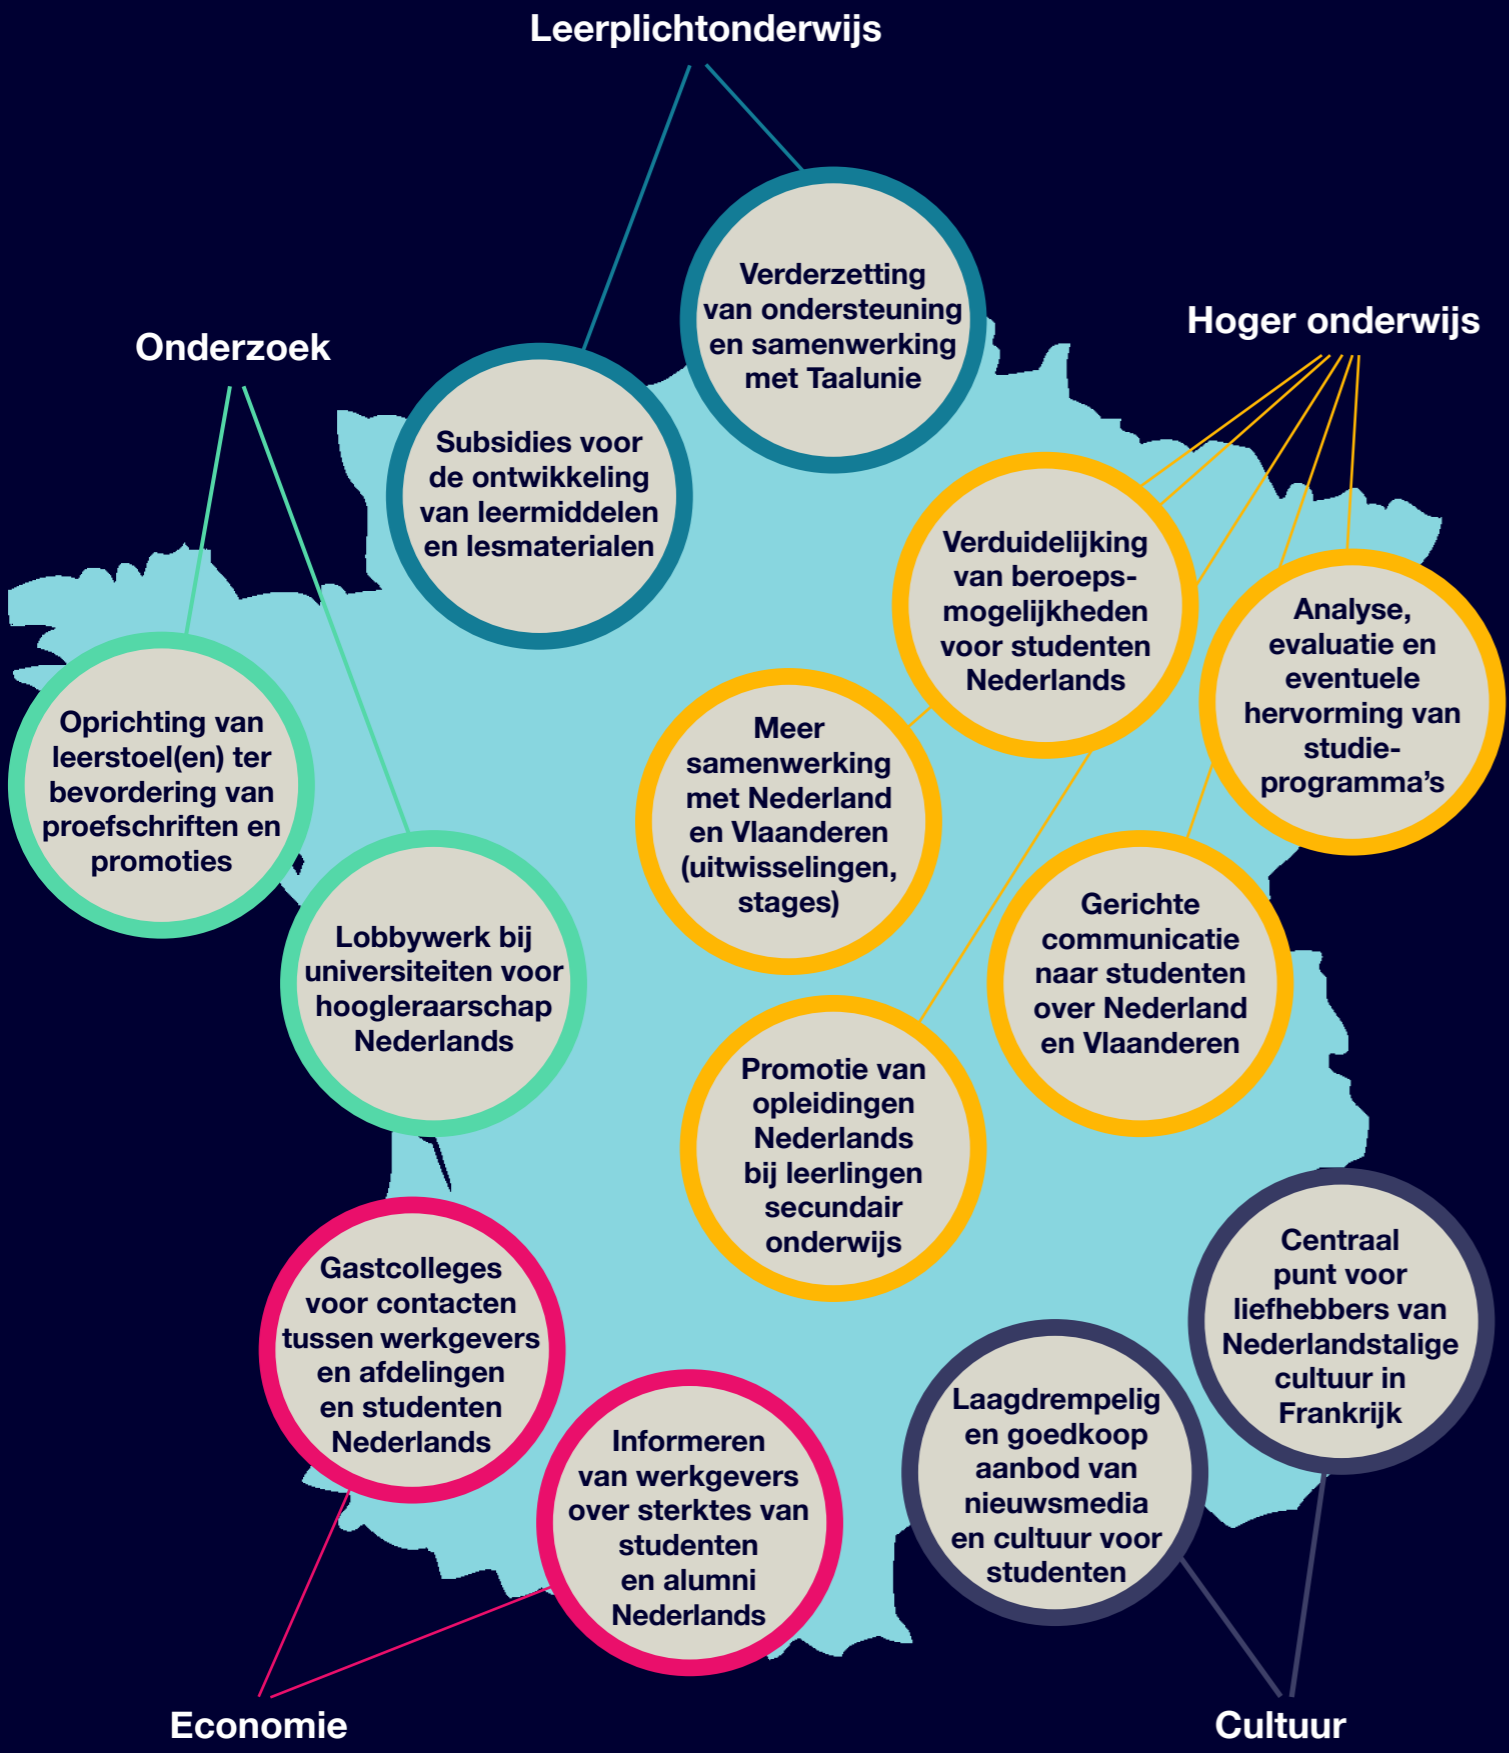 Leerplichtonderwijs
Verderzetting
van ondersteuning
en samenwerking
met Taalunie
Subsidies voor
de ontwikkeling
van leermiddelen
en lesmaterialen
Onderzoek
Oprichting van
leerstoel(en) ter
bevordering van
proefschriften en
promoties
Lobbywerk bij
universiteiten voor
hoogleraarschap
Nederlands
Hoger onderwijs
Verduidelijking
van beroeps-
mogelijkheden
voor studenten
Nederlands
Analyse,
evaluatie en
eventuele
hervorming van
studie-
programma's
Meer
samenwerking
met Nederland
en Vlaanderen
(uitwisselingen,
stages)
Gerichte
communicatie
naar studenten
over Nederland
en Vlaanderen
Promotie van
opleidingen
Nederlands
bij leerlingen
secundair
onderwijs
Gastcolleges
voor contacten
tussen werkgevers
en afdelingen
en studenten
Nederlands
Informeren
van werkgevers
over sterktes van
studenten
en alumni
Nederlands
Economie
Centraal
punt voor
liefhebbers van
Nederlandstalige
cultuur in
Frankrijk
Laagdrempelig
en goedkoop
aanbod van
nieuwsmedia
en cultuur voor
studenten
Cultuur